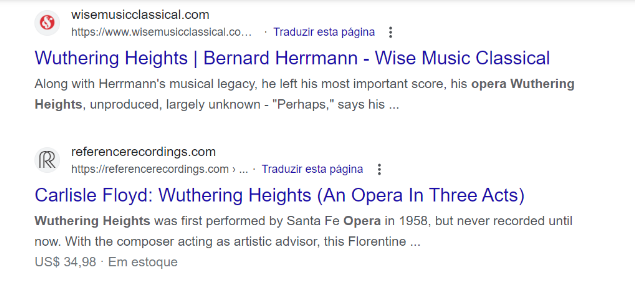 wisemusicclassical.com
https://www.wisemusicclassical.co... · Traduzir esta página
Wuthering Heights | Bernard Herrmann - Wise Music Classical
Along with Herrmann's musical legacy, he left his most important score, his opera Wuthering
Heights, unproduced, largely unknown - "Perhaps," says his ...
referencerecordings.com
https://referencerecordings.com › ... · Traduzir esta página
Carlisle Floyd: Wuthering Heights (An Opera In Three Acts)
Wuthering Heights was first performed by Santa Fe Opera in 1958, but never recorded until
now. With the composer acting as artistic advisor, this Florentine ...
US$ 34,98 · Em estoque